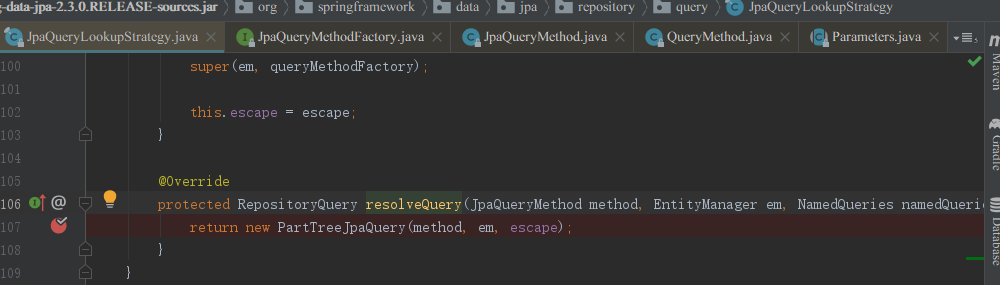 g-data-jpa-2.3.0.RELEASE-sources.jar org springframework data jpa repository query JpaQueryLookupStrategy
JpaQueryLookupStrategy.java JpaQueryMethodFactory.java JpaQueryMethod.java QueryMethod.java Parameters.java
100 super(em, queryMethodFactory);
101
102 this.escape = escape;
103 }
104
105 @Override
106 protected RepositoryQuery resolveQuery(JpaQueryMethod method, EntityManager em, NamedQueries namedQuerie
107 return new PartTreeJpaQuery(method, em, escape);
108 }
109 }
Maven
Gradle
Database